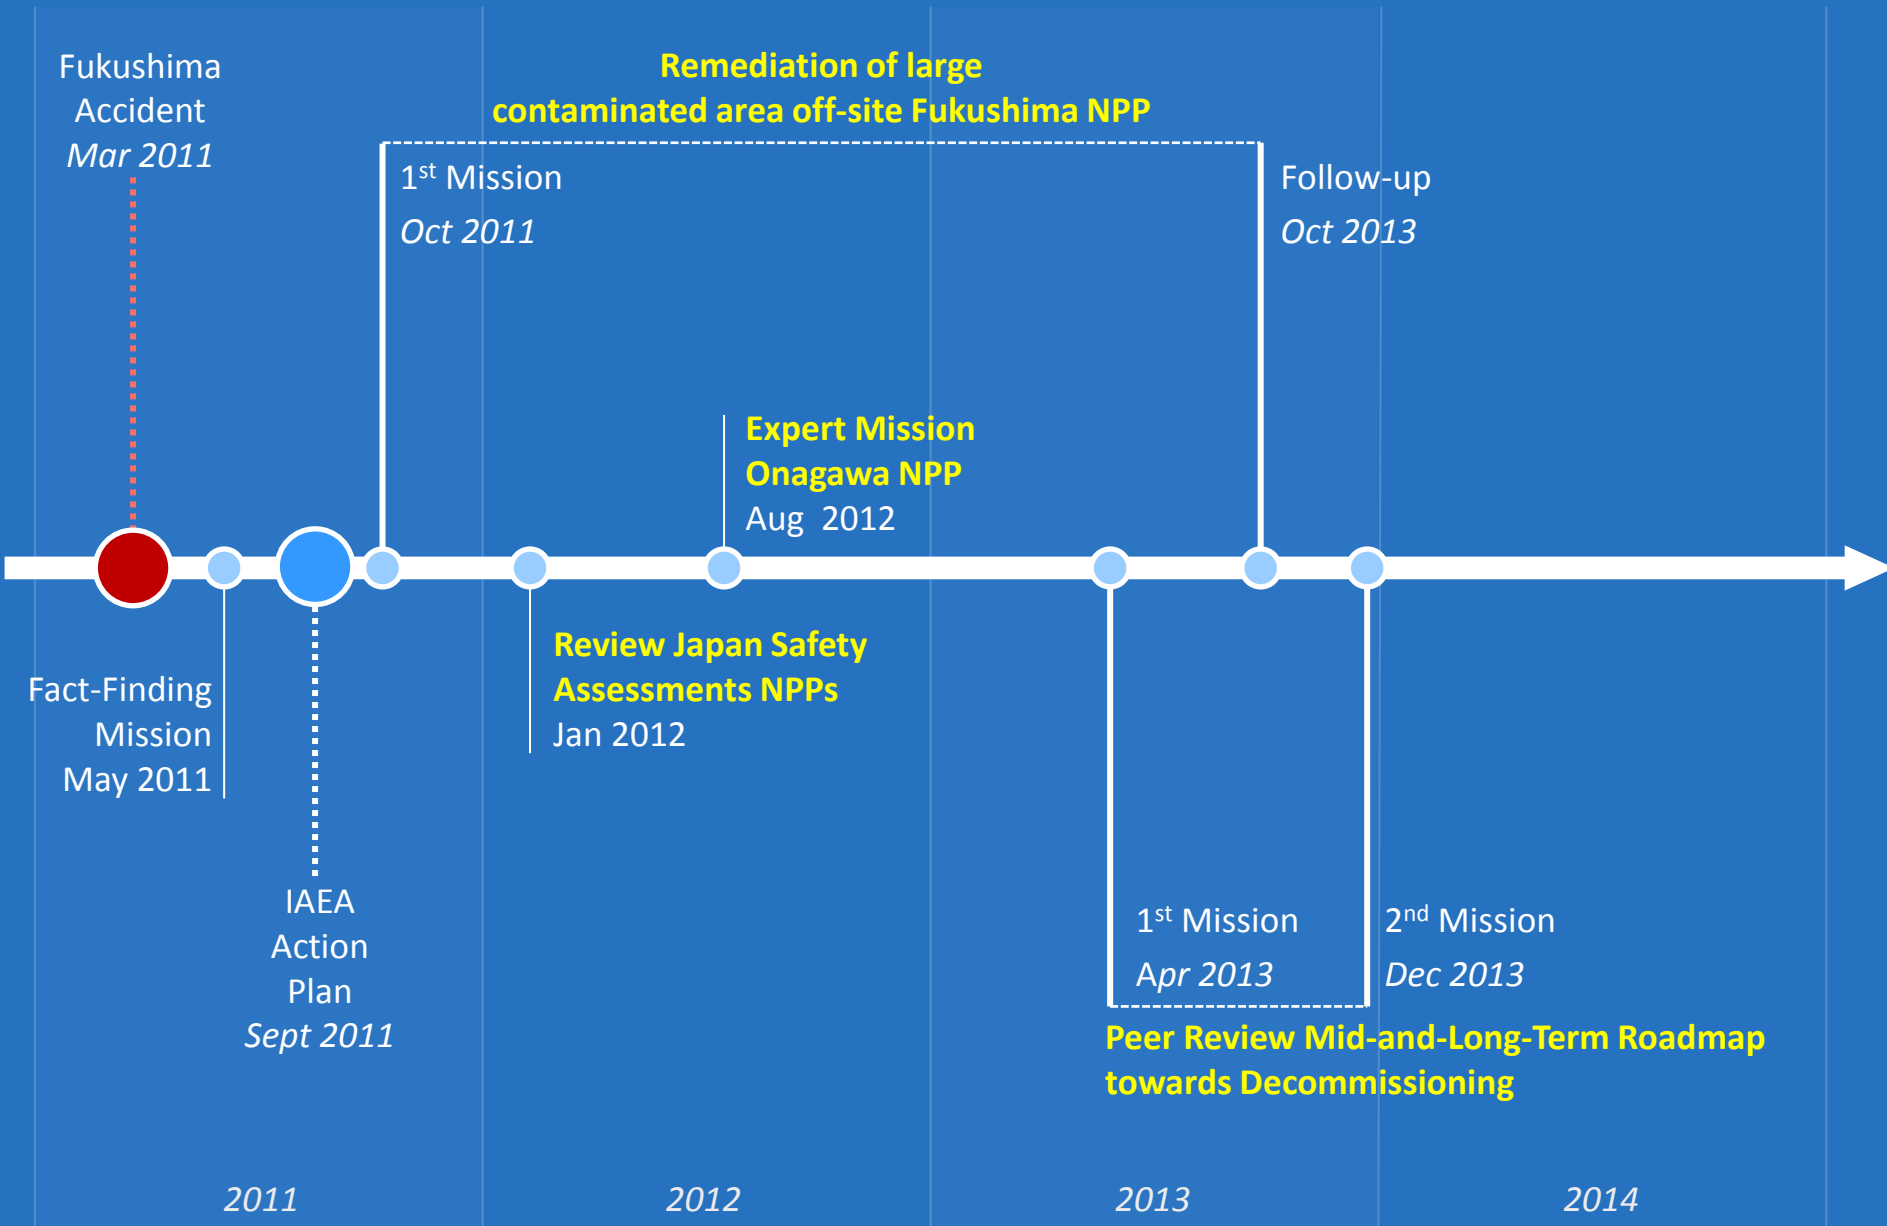 Fukushima
Accident
Mar 2011
Remediation of large
contaminated area off-site Fukushima NPP
1st Mission
Oct 2011
Follow-up
Oct 2013
Expert Mission
Onagawa NPP
Aug 2012
Fact-Finding
Mission
May 2011
Review Japan Safety
Assessments NPPs
Jan 2012
IAEA
Action
Plan
Sept 2011
1st Mission
Apr 2013
2nd Mission
Dec 2013
Peer Review Mid-and-Long-Term Roadmap
towards Decommissioning
2011
2012
2013
2014